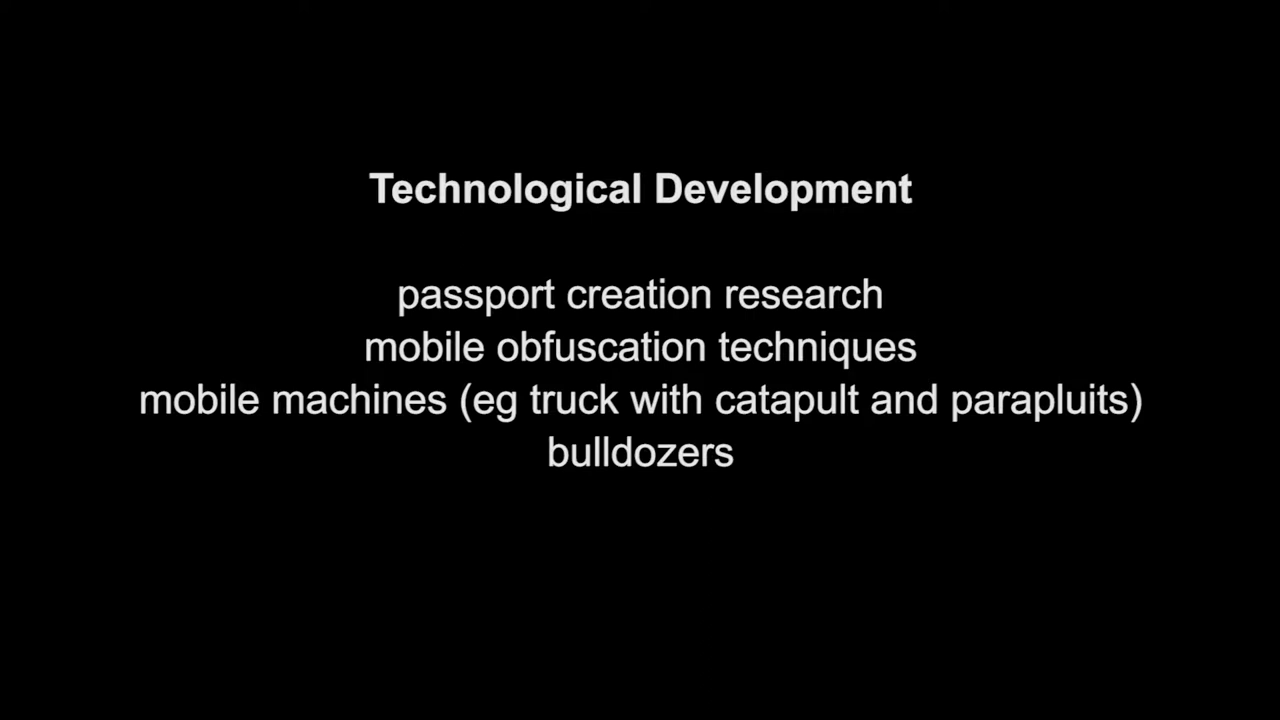 Technological Development
passport creation research
mobile obfuscation techniques
mobile machines (eg truck with catapult and parapluits)
bulldozers